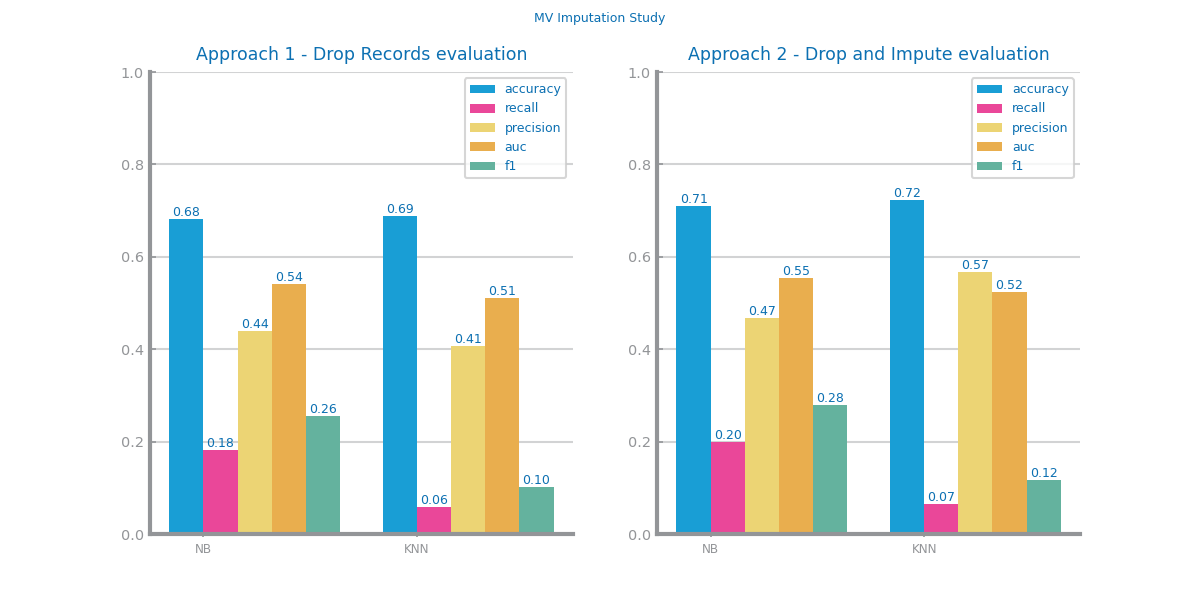 MV Imputation Study
Approach 1 - Drop Records evaluation
1.0
0.8
0.6
0.4
0.2
0.0
accuracy
recall
precision
auc
f1
0.68
0.18
0.44
0.54
0.26
0.69
0.06
0.41
0.51
0.10
NB
KNN
Approach 2 - Drop and Impute evaluation
1.0
0.8
0.6
0.4
0.2
0.0
accuracy
recall
precision
auc
f1
0.71
0.20
0.47
0.55
0.28
0.72
0.07
0.57
0.52
0.12
NB
KNN